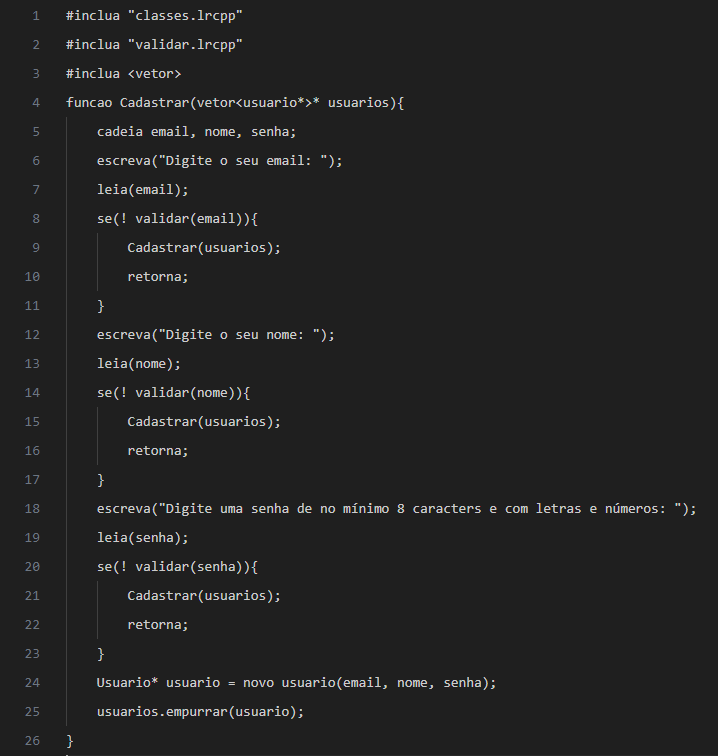 1 #inclua "classes.lrcpp"
2 #inclua "validar.lrcpp"
3 #inclua <vetor>
4 funcao Cadastrar(vetor<usuario*>* usuarios){
5 cadeia email, nome, senha;
6 escreva("Digite o seu email: ");
7 leia(email);
8 se(! validar(email)){
9 Cadastrar(usuarios);
10 retorna;
11 }
12 escreva("Digite o seu nome: ");
13 leia(nome);
14 se(! validar(nome)){
15 Cadastrar(usuarios);
16 retorna;
17 }
18 escreva("Digite uma senha de no mínimo 8 caracters e com letras e números: ");
19 leia(senha);
20 se(! validar(senha)){
21 Cadastrar(usuarios);
22 retorna;
23 }
24 Usuario* usuario = novo usuario(email, nome, senha);
25 usuarios.empurrar(usuario);
26 }